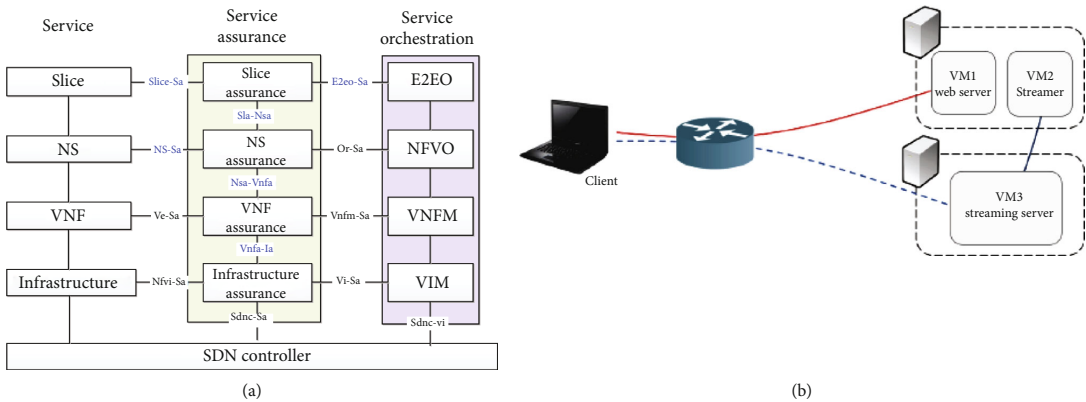 Service
Service
assurance
Service
orchestration
Slice
Slice-Sa
Slice
assurance
E2eo-Sa
E2EO
Sla-Nsa
NS
NS-Sa
NS
assurance
Or-Sa
NFVO
Nsa-Vnfa
VNF
Ve-Sa
VNF
assurance
Vnfm-Sa
VNFM
Vnfa-Ia
Infrastructure
Nfvi-Sa
Infrastructure
assurance
Vi-Sa
VIM
Sdnc-Sa
Sdnc-vi
SDN controller
(a)
VM1
web server
VM2
Streamer
Client
VM3
streaming server
(b)